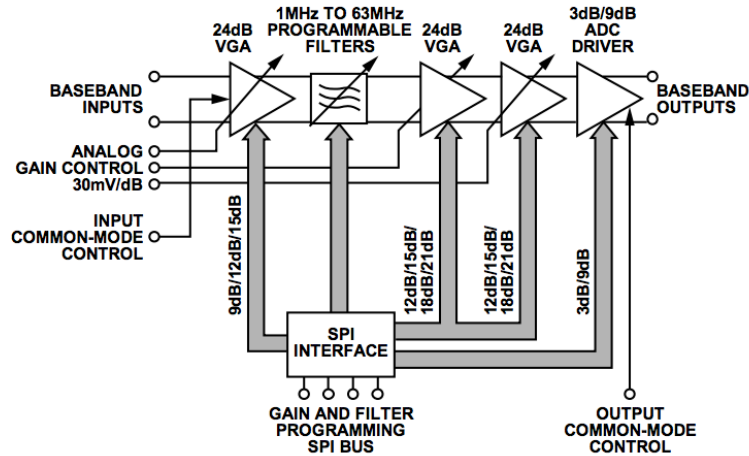 24dB
VGA
1MHz TO 63MHz
PROGRAMMABLE
FILTERS
24dB
VGA
24dB
VGA
3dB/9dB
ADC
DRIVER
BASEBAND
INPUTS
BASEBAND
OUTPUTS
ANALOG
GAIN CONTROL
30mV/dB
INPUT
COMMON-MODE
CONTROL
9dB/12dB/15dB
12dB/15dB/
18dB/21dB
12dB/15dB/
18dB/21dB
3dB/9dB
SPI
INTERFACE
GAIN AND FILTER
PROGRAMMING
SPI BUS
OUTPUT
COMMON-MODE
CONTROL